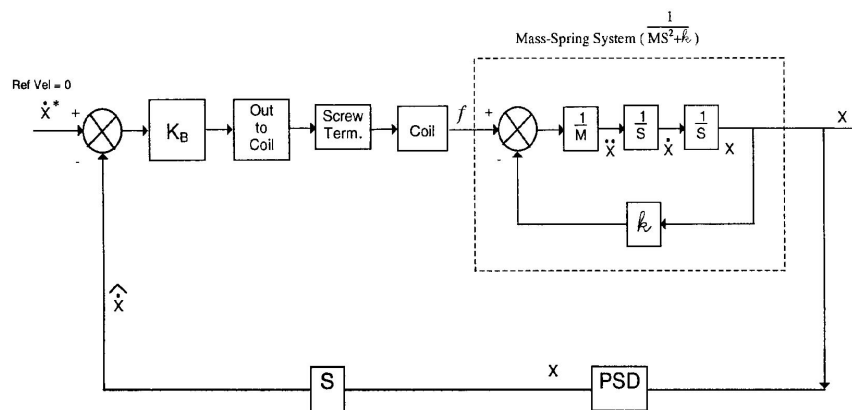 Mass-Spring System ( 1 / MS²+k )
Ref Vel = 0
ẋ* +
-
K_B
Out
to
Coil
Screw
Term.
Coil
f
+
-
1/M
ẍ
1/S
ẋ
1/S
X
X
k
x̂̇
S
X
PSD